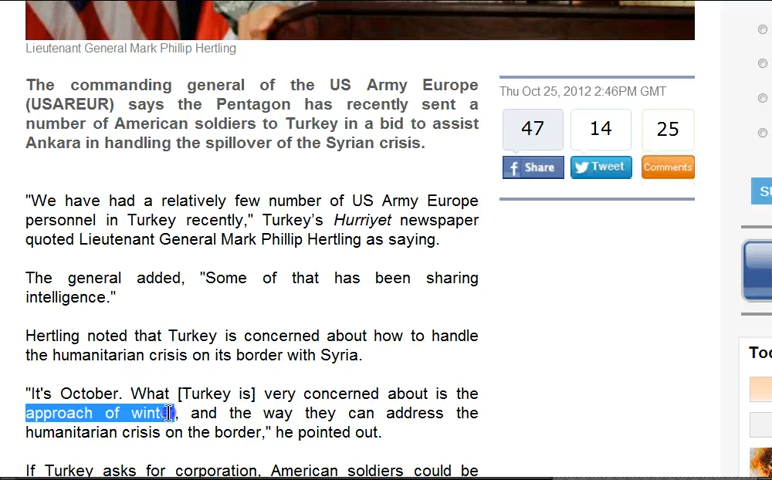 Lieutenant General Mark Phillip Hertling
The commanding general of the US Army Europe
(USAREUR) says the Pentagon has recently sent a
number of American soldiers to Turkey in a bid to assist
Ankara in handling the spillover of the Syrian crisis.
Thu Oct 25, 2012 2:46PM GMT
47 14 25
Share Tweet Comments
"We have had a relatively few number of US Army Europe
personnel in Turkey recently," Turkey's Hurriyet newspaper
quoted Lieutenant General Mark Phillip Hertling as saying.
The general added, "Some of that has been sharing
intelligence."
Hertling noted that Turkey is concerned about how to handle
the humanitarian crisis on its border with Syria.
"It's October. What [Turkey is] very concerned about is the
approach of winter, and the way they can address the
humanitarian crisis on the border," he pointed out.
If Turkey asks for corporation, American soldiers could be